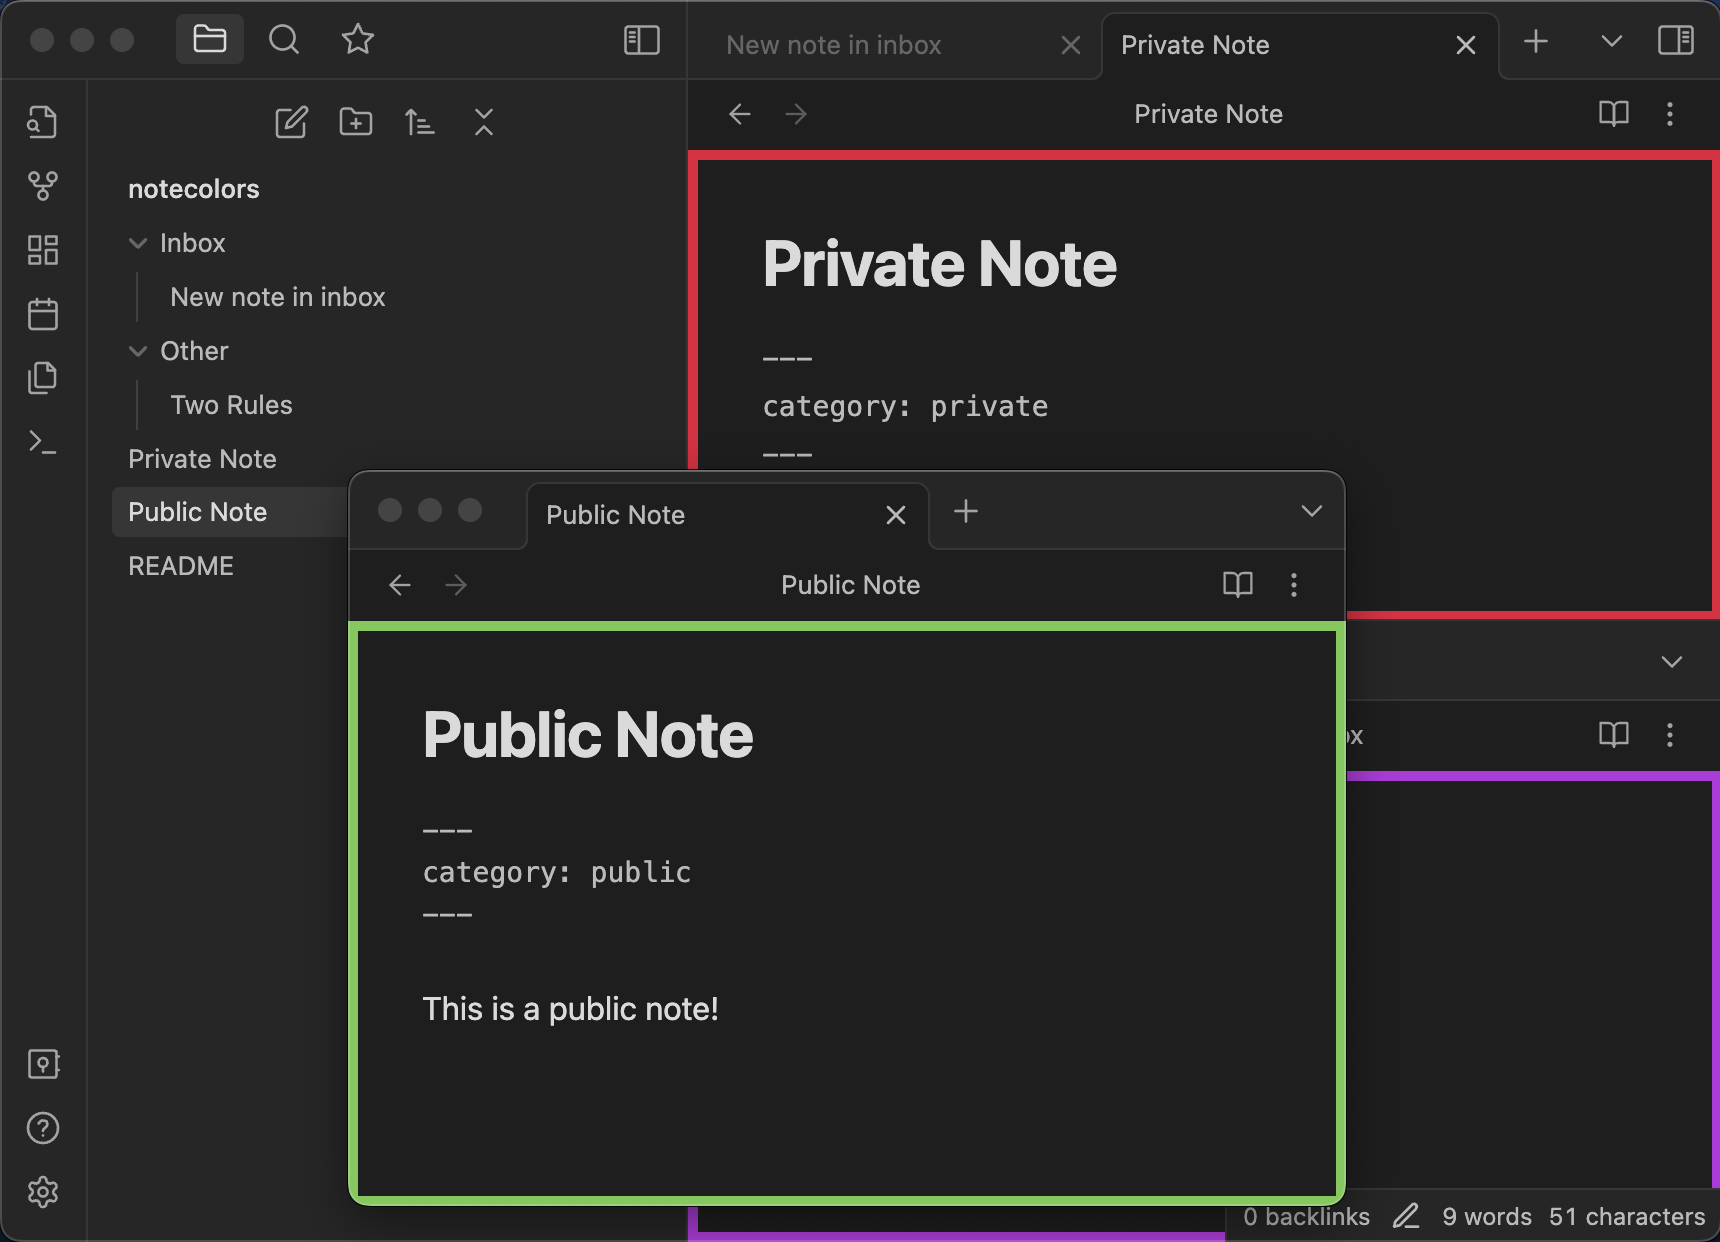 New note in inbox
Private Note
Private Note
notecolors
Inbox
New note in inbox
Other
Two Rules
Private Note
Public Note
README
Private Note
---
category: private
---
Public Note
Public Note
Public Note
---
category: public
---
This is a public note!
0 backlinks 9 words 51 characters